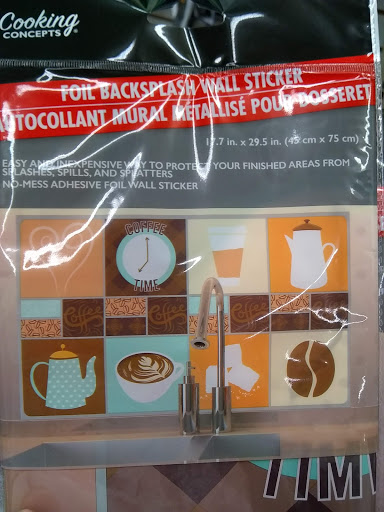 Cooking
CONCEPTS®
FOIL BACKSPLASH WALL STICKER
AUTOCOLLANT MURAL MÉTALLISÉ POUR DOSSERET
17.7 in. x 29.5 in. (45 cm x 75 cm)
EASY AND INEXPENSIVE WAY TO PROTECT YOUR FINISHED AREAS FROM
SPLASHES, SPILLS, AND SPLATTERS
NO-MESS ADHESIVE FOIL WALL STICKER
COFFEE
TIME
Coffee Coffee Coffee
TIM